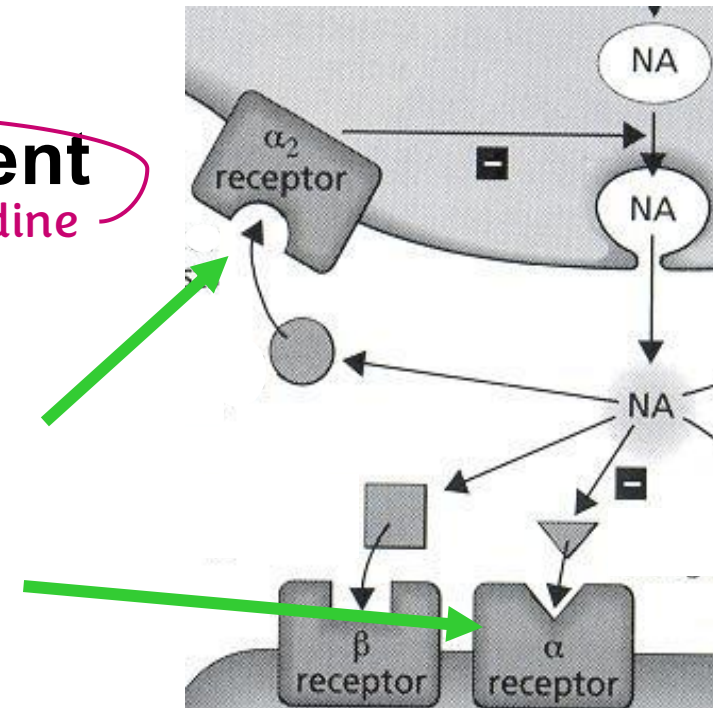 ent
dine
NA
α₂
receptor
NA
NA
β
receptor
α
receptor